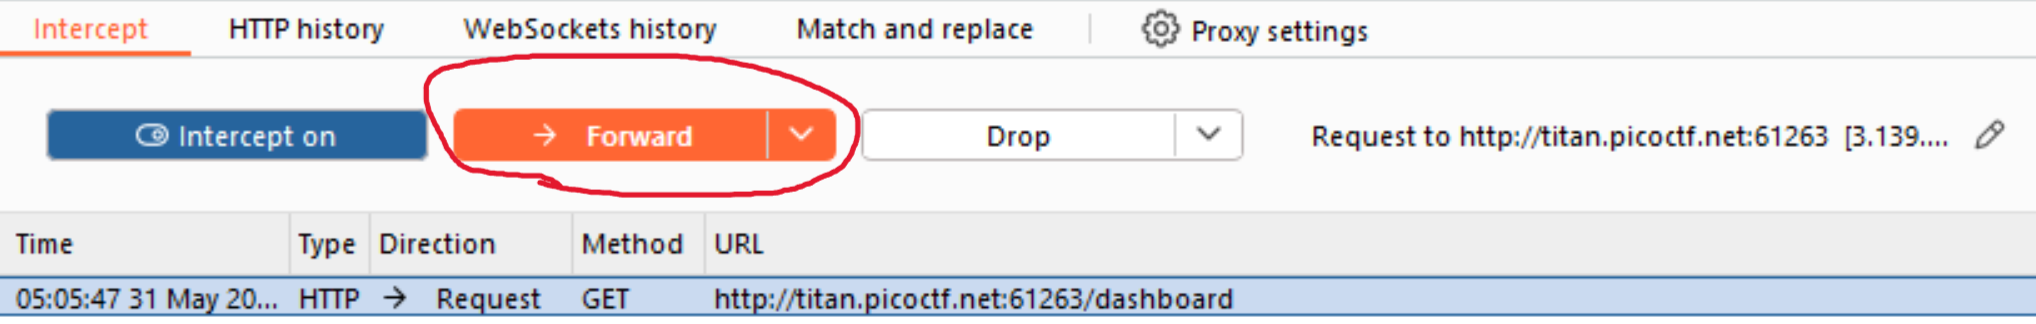 Intercept HTTP history WebSockets history Match and replace Proxy settings
Intercept on → Forward Drop Request to http://titan.picoctf.net:61263 [3.139....
Time Type Direction Method URL
05:05:47 31 May 20... HTTP → Request GET http://titan.picoctf.net:61263/dashboard